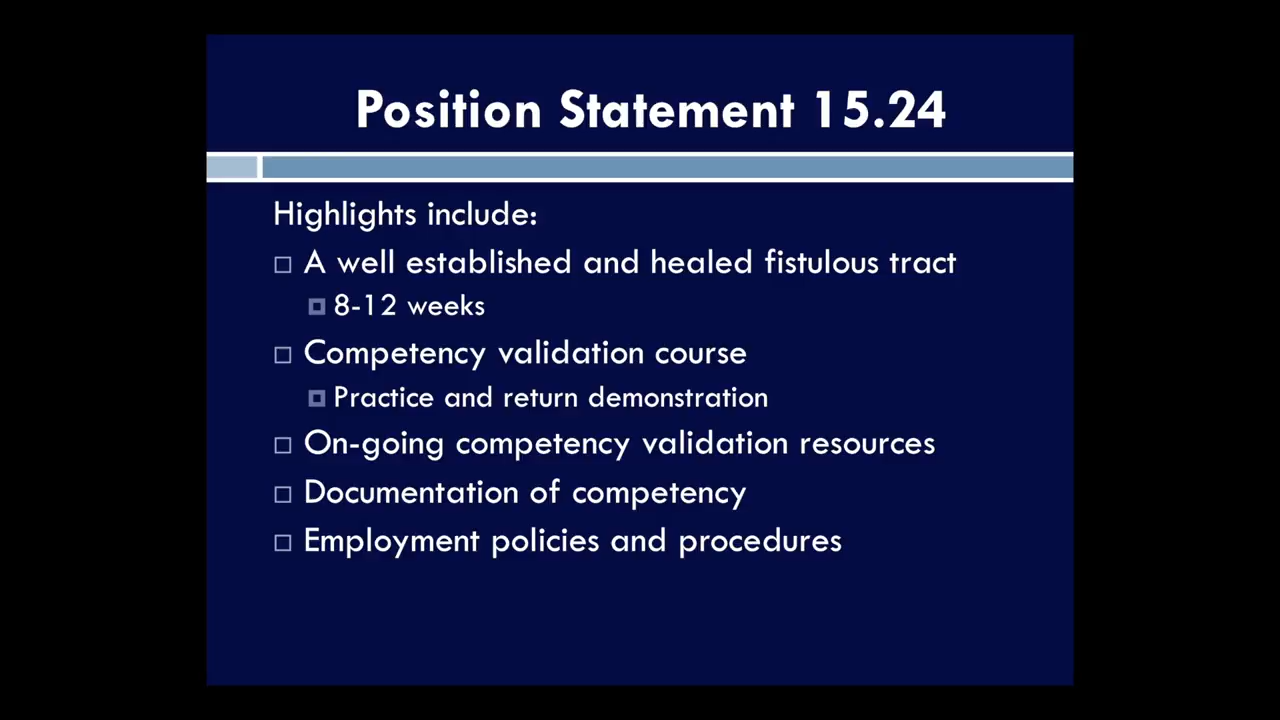 Position Statement 15.24
Highlights include:
A well established and healed fistulous tract
8-12 weeks
Competency validation course
Practice and return demonstration
On-going competency validation resources
Documentation of competency
Employment policies and procedures